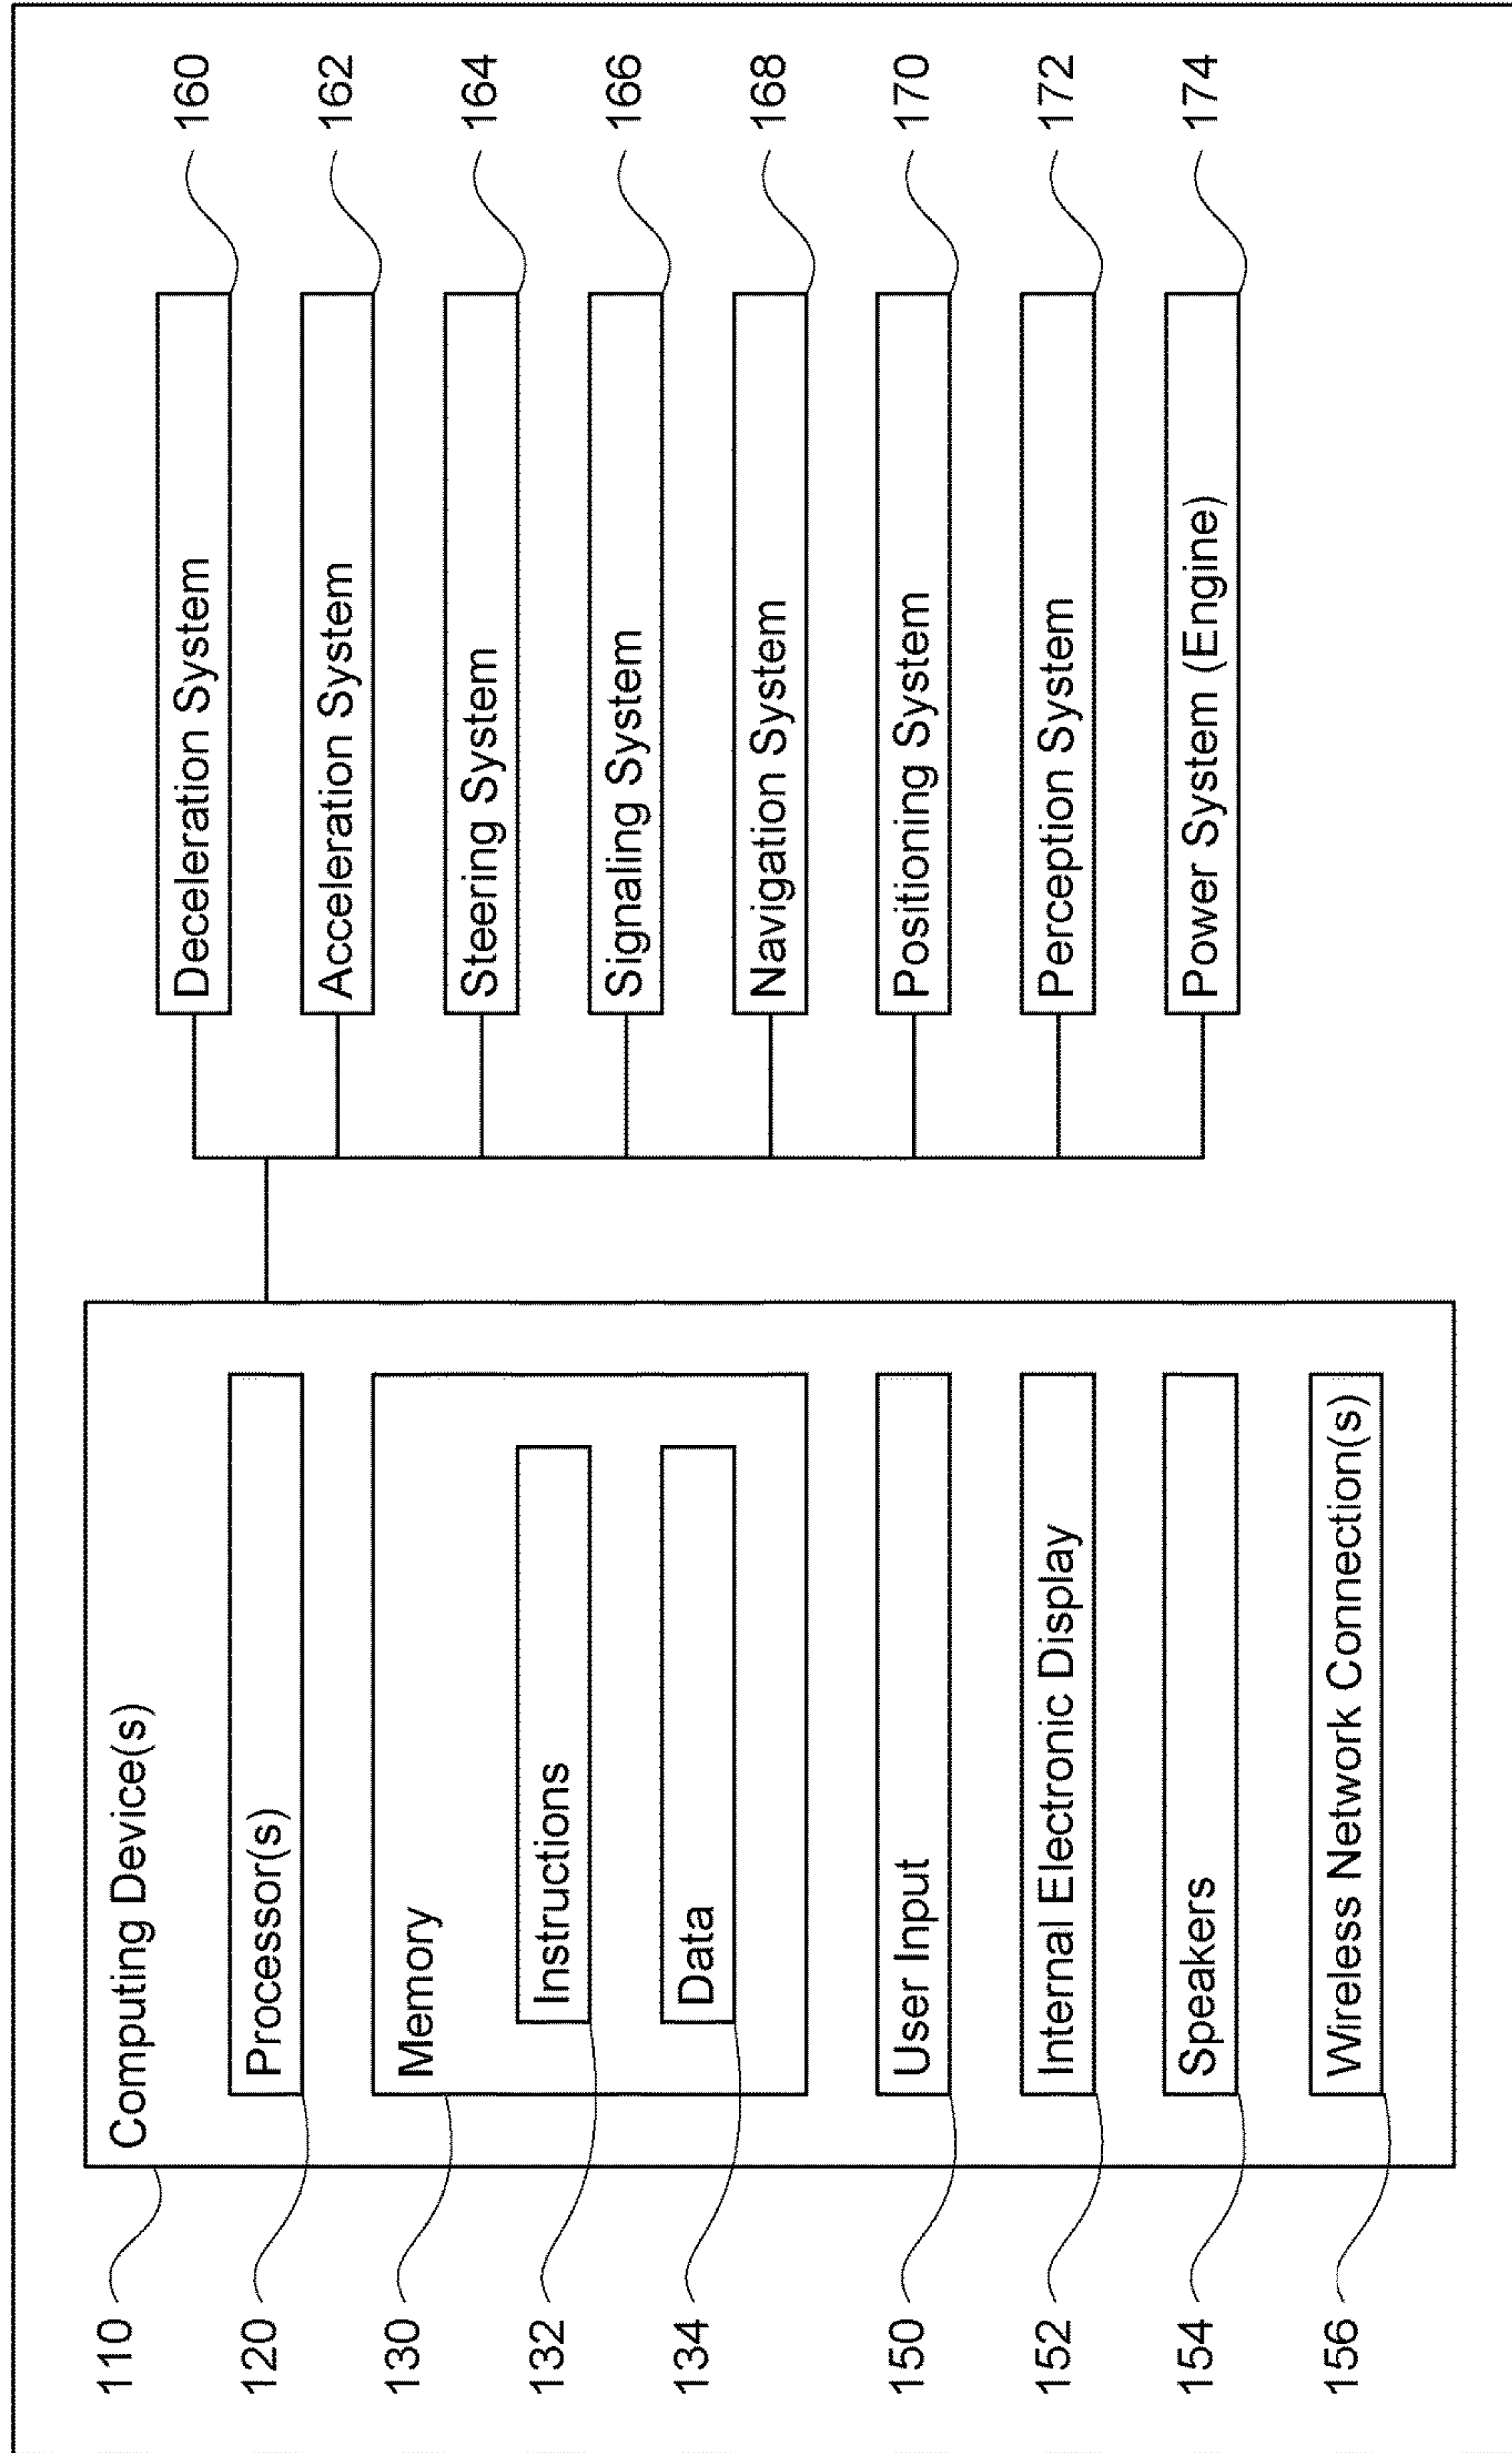 110
Computing Device(s)
120
Processor(s)
130
Memory
132
Instructions
134
Data
150
User Input
152
Internal Electronic Display
154
Speakers
156
Wireless Network Connection(s)
Deceleration System
160
Acceleration System
162
Steering System
164
Signaling System
166
Navigation System
168
Positioning System
170
Perception System
172
Power System (Engine)
174